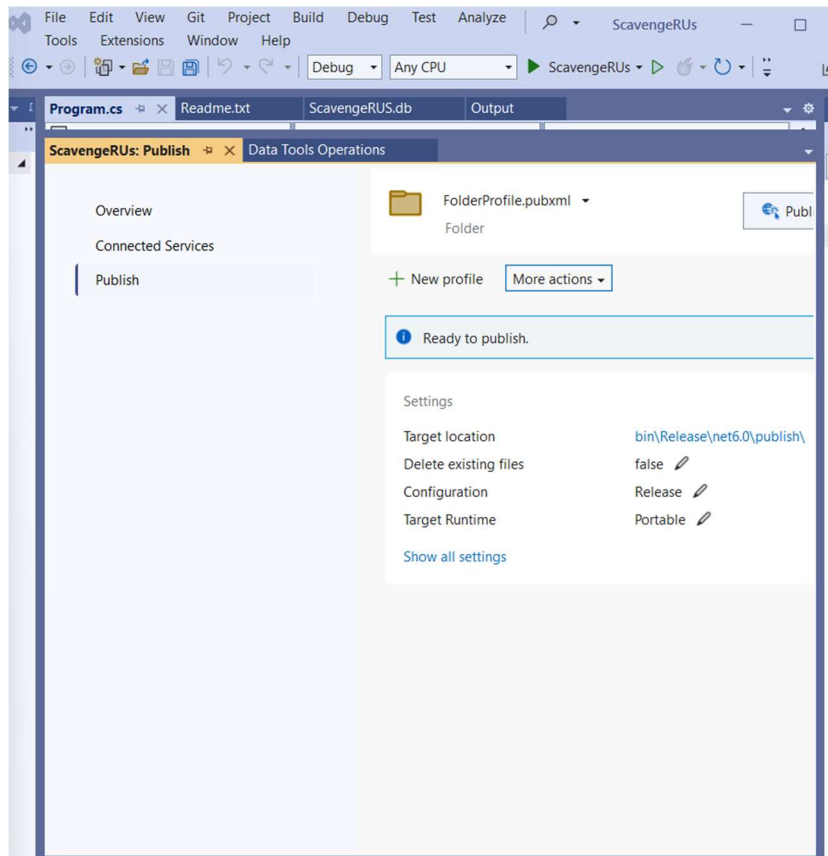 File Edit View Git Project Build Debug Test Analyze ScavengeRUs
Tools Extensions Window Help
Debug Any CPU ScavengeRUs
Program.cs Readme.txt ScavengeRUS.db Output
ScavengeRUs: Publish Data Tools Operations
Overview
Connected Services
Publish
FolderProfile.pubxml
Folder
Publ
New profile More actions
Ready to publish.
Settings
Target location bin\Release\net6.0\publish\
Delete existing files false
Configuration Release
Target Runtime Portable
Show all settings